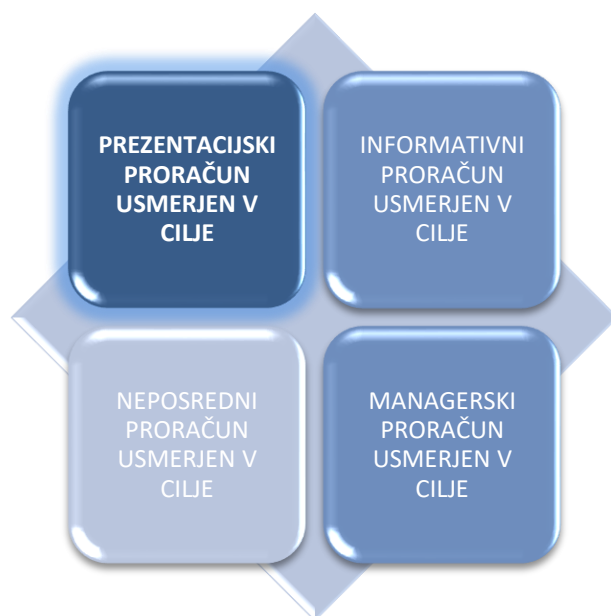 PREZENTACIJSKI
PRORAČUN
USMERJEN V
CILJE
INFORMATIVNI
PRORAČUN
USMERJEN V
CILJE
NEPOSREDNI
PRORAČUN
USMERJEN V
CILJE
MANAGERSKI
PRORAČUN
USMERJEN V
CILJE